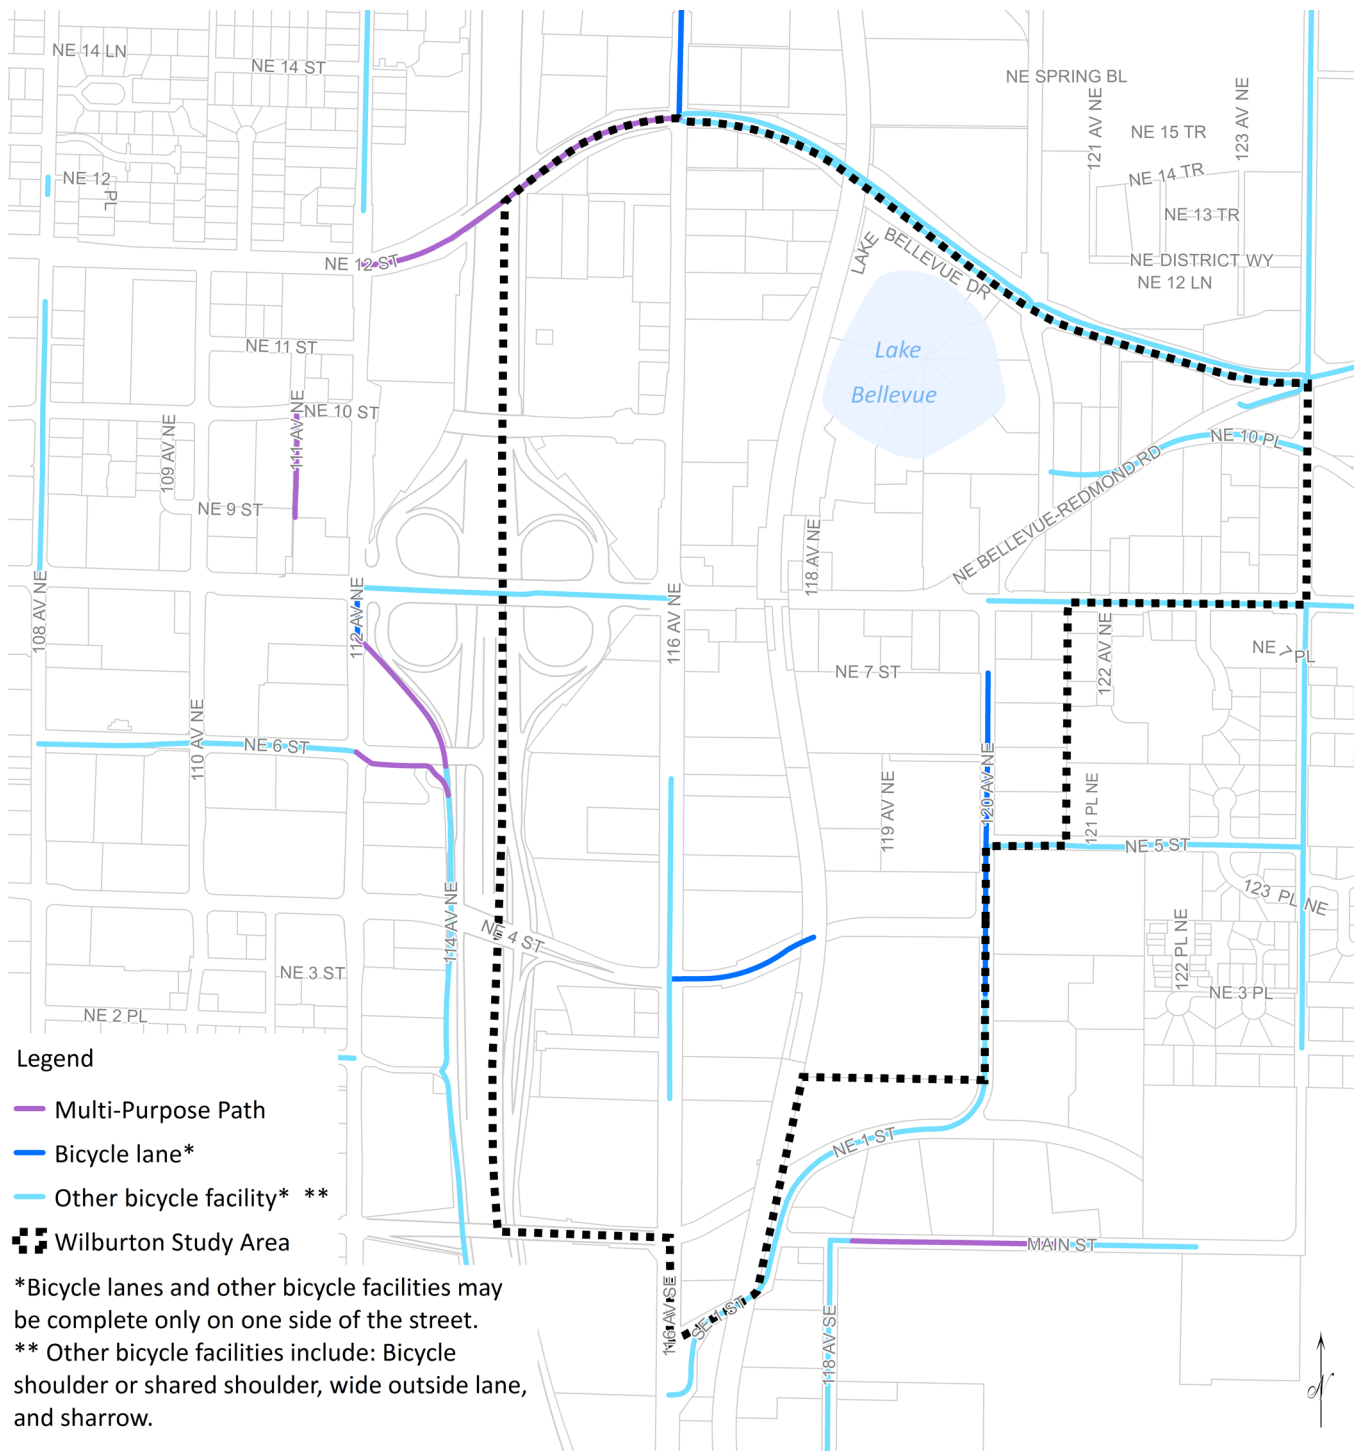 NE 14 LN
NE 14 ST
NE SPRING BL
121 AV NE
123 AV NE
NE 15 TR
NE 14 TR
NE 12
PL
NE 13 TR
NE 12 ST
LAKE
BELLEVUE DR
NE DISTRICT WY
NE 12 LN
NE 11 ST
Lake
Bellevue
111 AV NE
NE 10 ST
109 AV NE
NE 10 PL
NE BELLEVUE-REDMOND RD
NE 9 ST
118 AV NE
108 AV NE
112 AV NE
116 AV NE
122 AV NE
NE 7 PL
NE 7 ST
110 AV NE
NE 6 ST
120 AV NE
119 AV NE
121 PL NE
NE 5 ST
123 PL NE
114 AV NE
NE 4 ST
122 PL NE
NE 3 ST
NE 3 PL
NE 2 PL
NE 1 ST
MAIN ST
116 AV SE
SE 1 ST
118 AV SE
Legend
Multi-Purpose Path
Bicycle lane*
Other bicycle facility* **
Wilburton Study Area
*Bicycle lanes and other bicycle facilities may
be complete only on one side of the street.
** Other bicycle facilities include: Bicycle
shoulder or shared shoulder, wide outside lane,
and sharrow.
N